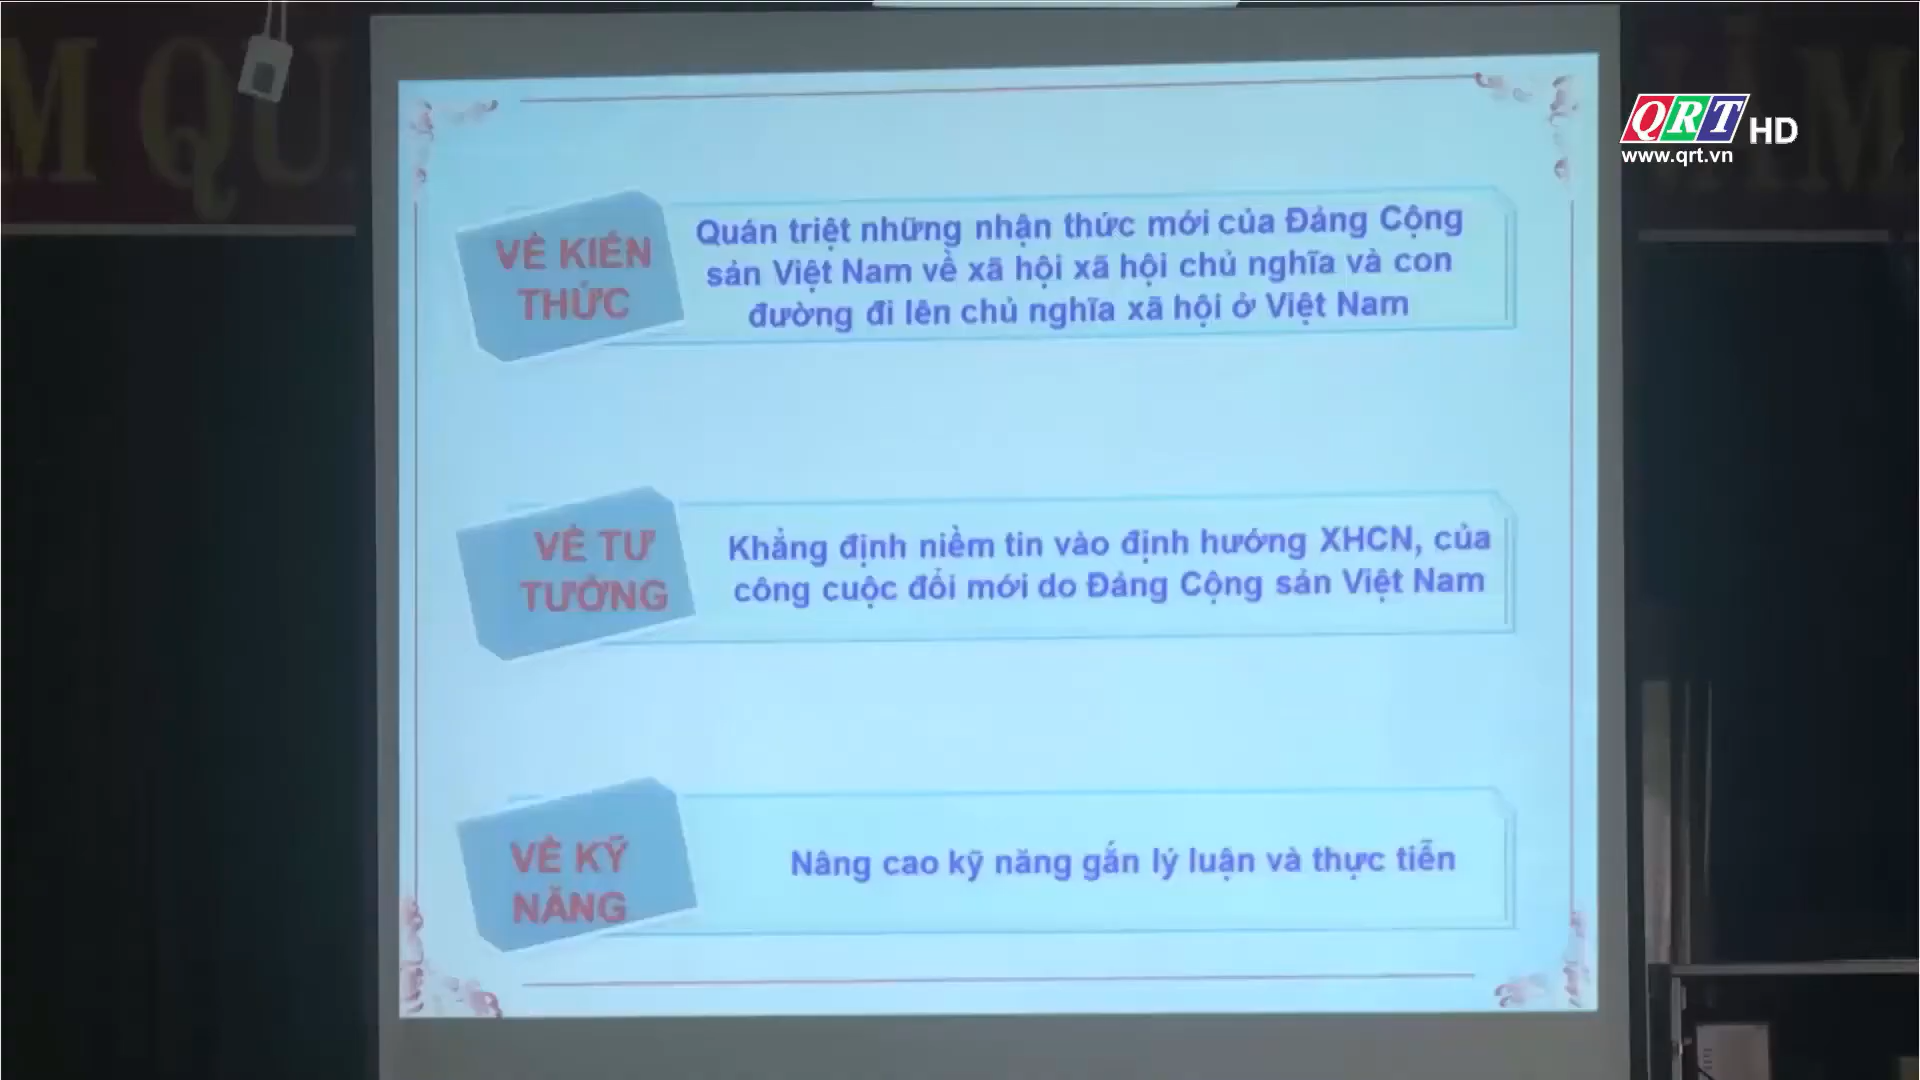 M QU
QRT HD
www.qrt.vn
VỀ KIẾN
THỨC
Quán triệt những nhận thức mới của Đảng Cộng
sản Việt Nam về xã hội xã hội chủ nghĩa và con
đường đi lên chủ nghĩa xã hội ở Việt Nam
VỀ TƯ
TƯỞNG
Khẳng định niềm tin vào định hướng XHCN, của
công cuộc đổi mới do Đảng Cộng sản Việt Nam
VỀ KỸ
NĂNG
Nâng cao kỹ năng gắn lý luận và thực tiễn